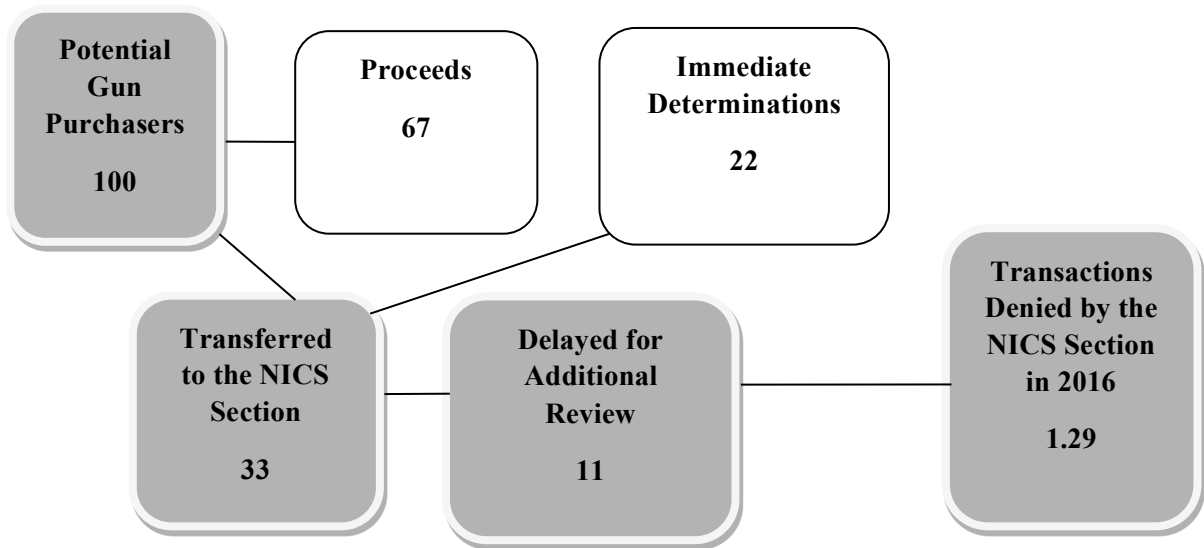 Potential
Gun
Purchasers
100
Proceeds
67
Immediate
Determinations
22
Transferred
to the NICS
Section
33
Delayed for
Additional
Review
11
Transactions
Denied by the
NICS Section
in 2016
1.29